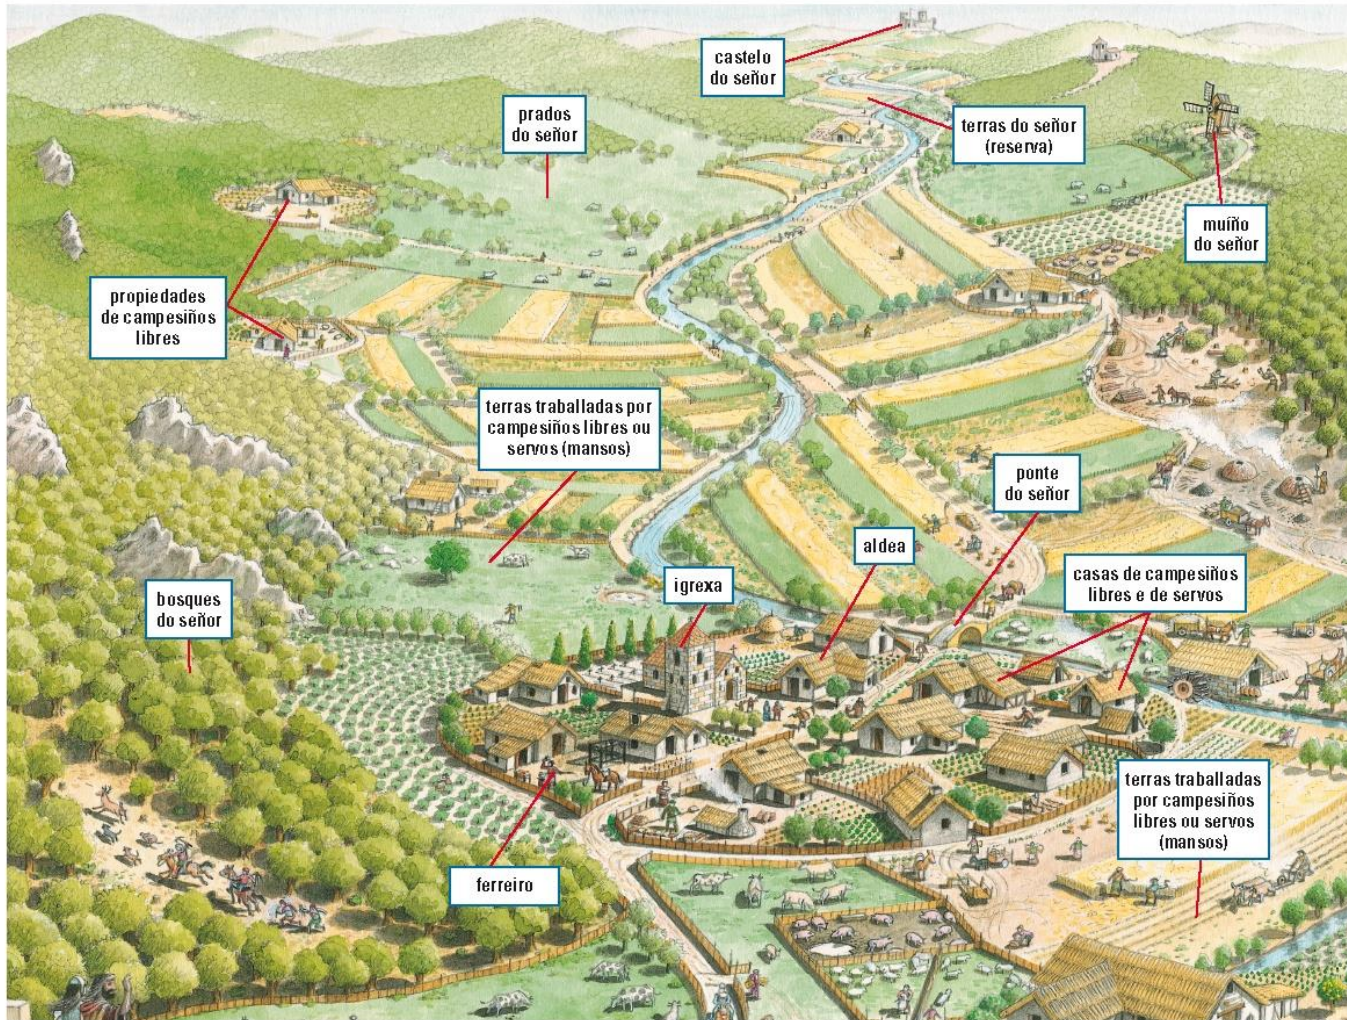 castelo
do señor
prados
do señor
terras do señor
(reserva)
muíño
do señor
propiedades
de campesiños
libres
terras traballadas por
campesiños libres ou
servos (mansos)
ponte
do señor
aldea
casas de campesiños
libres e de servos
igrexa
bosques
do señor
terras traballadas
por campesiños
libres ou servos
(mansos)
ferreiro